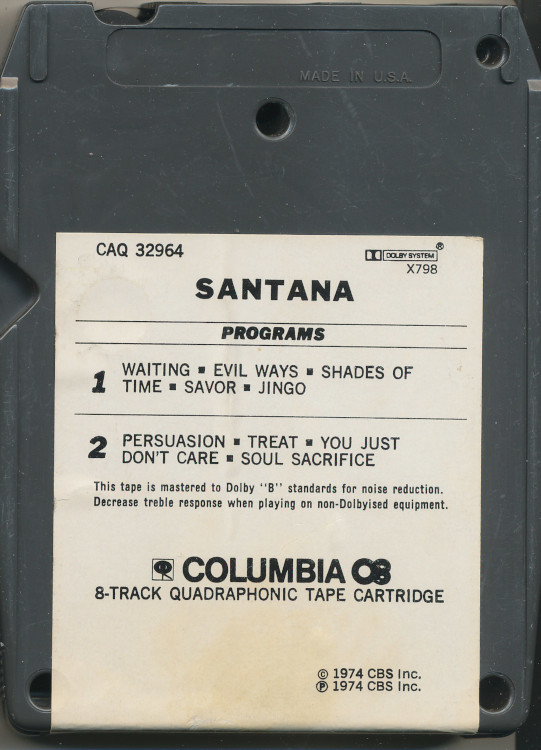 MADE IN U.S.A.
CAQ 32964
DOLBY SYSTEM ®
X798
SANTANA
PROGRAMS
1 WAITING ▪ EVIL WAYS ▪ SHADES OF
TIME ▪ SAVOR ▪ JINGO
2 PERSUASION ▪ TREAT ▪ YOU JUST
DON'T CARE ▪ SOUL SACRIFICE
This tape is mastered to Dolby "B" standards for noise reduction.
Decrease treble response when playing on non-Dolbyised equipment.
COLUMBIA Q8
8-TRACK QUADRAPHONIC TAPE CARTRIDGE
© 1974 CBS Inc.
℗ 1974 CBS Inc.